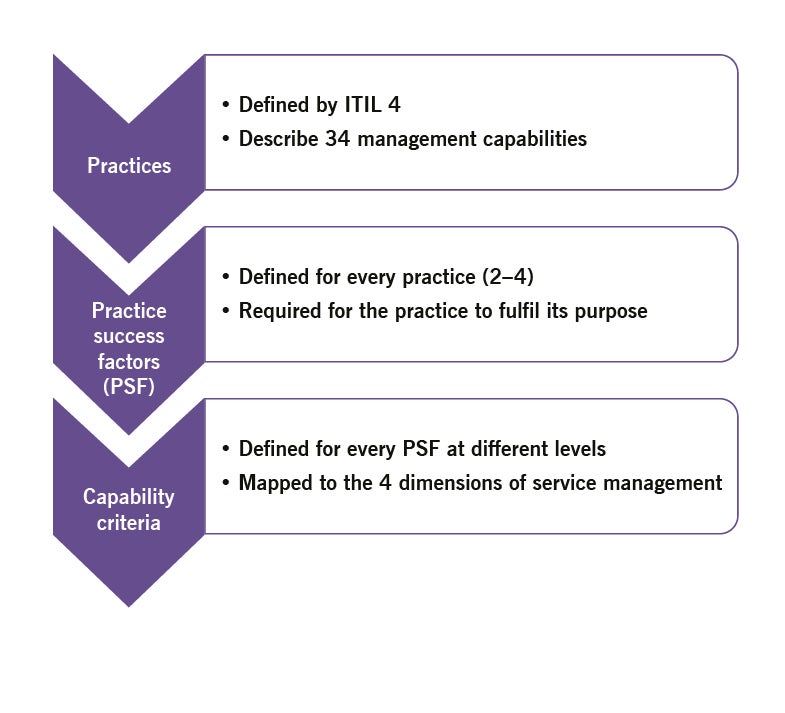 Practices
• Defined by ITIL 4
• Describe 34 management capabilities
Practice
success
factors
(PSF)
• Defined for every practice (2–4)
• Required for the practice to fulfil its purpose
Capability
criteria
• Defined for every PSF at different levels
• Mapped to the 4 dimensions of service management